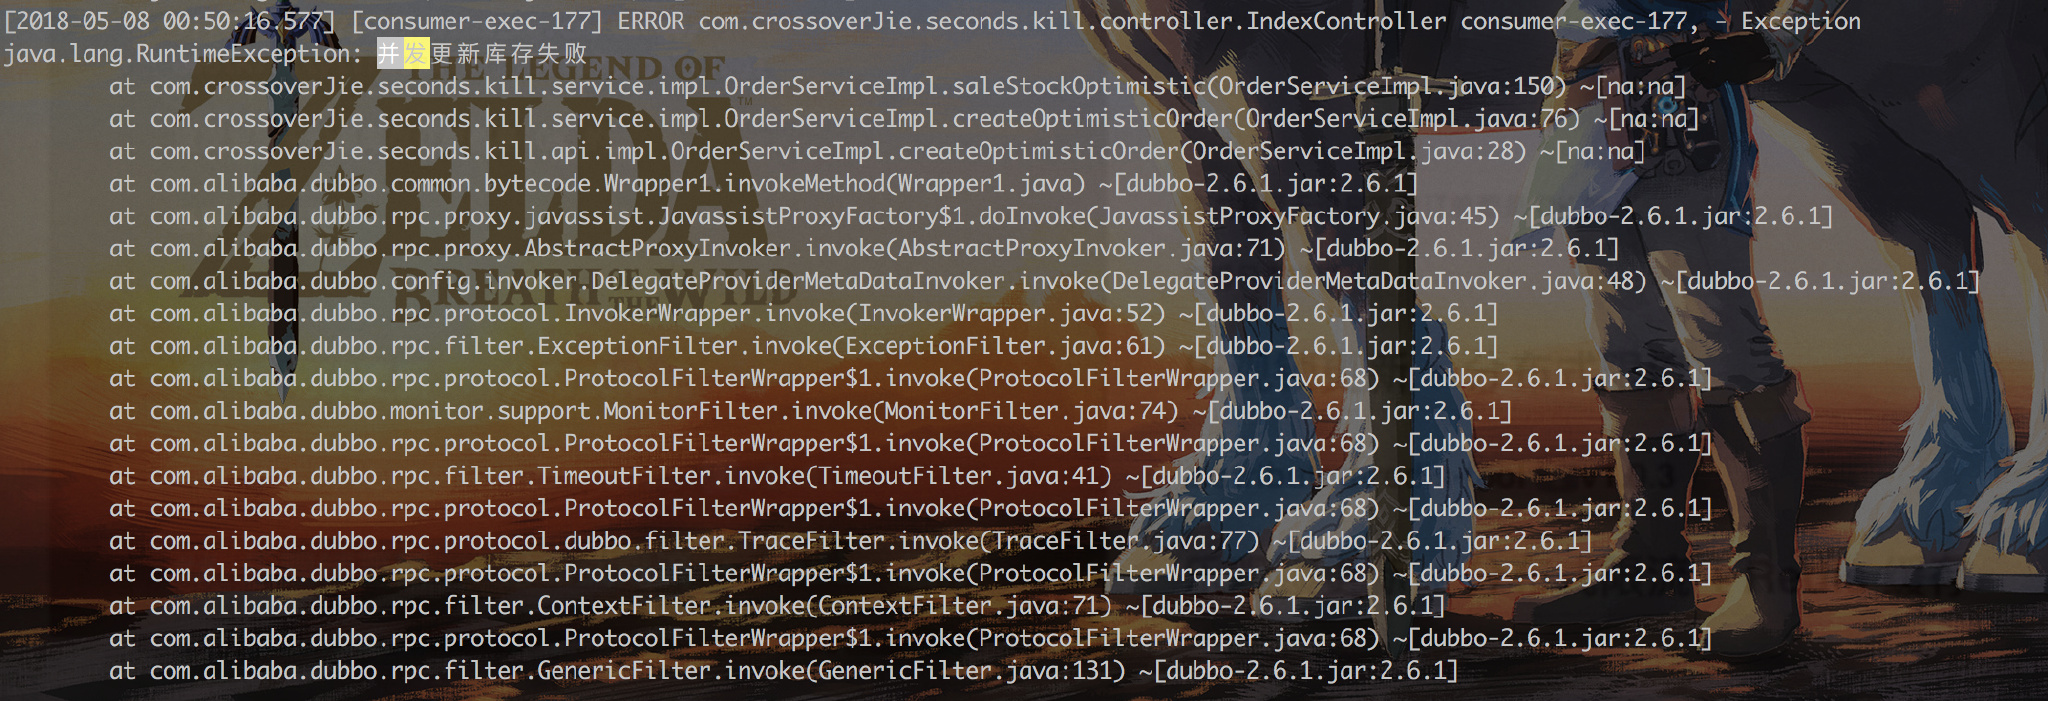 [2018-05-08 00:50:16.577] [consumer-exec-177] ERROR com.crossoverJie.seconds.kill.controller.IndexController consumer-exec-177, - Exception
java.lang.RuntimeException: 并发更新库存失败
at com.crossoverJie.seconds.kill.service.impl.OrderServiceImpl.saleStockOptimistic(OrderServiceImpl.java:150) ~[na:na]
at com.crossoverJie.seconds.kill.service.impl.OrderServiceImpl.createOptimisticOrder(OrderServiceImpl.java:76) ~[na:na]
at com.crossoverJie.seconds.kill.api.impl.OrderServiceImpl.createOptimisticOrder(OrderServiceImpl.java:28) ~[na:na]
at com.alibaba.dubbo.common.bytecode.Wrapper1.invokeMethod(Wrapper1.java) ~[dubbo-2.6.1.jar:2.6.1]
at com.alibaba.dubbo.rpc.proxy.javassist.JavassistProxyFactory$1.doInvoke(JavassistProxyFactory.java:45) ~[dubbo-2.6.1.jar:2.6.1]
at com.alibaba.dubbo.rpc.proxy.AbstractProxyInvoker.invoke(AbstractProxyInvoker.java:71) ~[dubbo-2.6.1.jar:2.6.1]
at com.alibaba.dubbo.config.invoker.DelegateProviderMetaDataInvoker.invoke(DelegateProviderMetaDataInvoker.java:48) ~[dubbo-2.6.1.jar:2.6.1]
at com.alibaba.dubbo.rpc.protocol.InvokerWrapper.invoke(InvokerWrapper.java:52) ~[dubbo-2.6.1.jar:2.6.1]
at com.alibaba.dubbo.rpc.filter.ExceptionFilter.invoke(ExceptionFilter.java:61) ~[dubbo-2.6.1.jar:2.6.1]
at com.alibaba.dubbo.rpc.protocol.ProtocolFilterWrapper$1.invoke(ProtocolFilterWrapper.java:68) ~[dubbo-2.6.1.jar:2.6.1]
at com.alibaba.dubbo.monitor.support.MonitorFilter.invoke(MonitorFilter.java:74) ~[dubbo-2.6.1.jar:2.6.1]
at com.alibaba.dubbo.rpc.protocol.ProtocolFilterWrapper$1.invoke(ProtocolFilterWrapper.java:68) ~[dubbo-2.6.1.jar:2.6.1]
at com.alibaba.dubbo.rpc.filter.TimeoutFilter.invoke(TimeoutFilter.java:41) ~[dubbo-2.6.1.jar:2.6.1]
at com.alibaba.dubbo.rpc.protocol.ProtocolFilterWrapper$1.invoke(ProtocolFilterWrapper.java:68) ~[dubbo-2.6.1.jar:2.6.1]
at com.alibaba.dubbo.rpc.protocol.dubbo.filter.TraceFilter.invoke(TraceFilter.java:77) ~[dubbo-2.6.1.jar:2.6.1]
at com.alibaba.dubbo.rpc.protocol.ProtocolFilterWrapper$1.invoke(ProtocolFilterWrapper.java:68) ~[dubbo-2.6.1.jar:2.6.1]
at com.alibaba.dubbo.rpc.filter.ContextFilter.invoke(ContextFilter.java:71) ~[dubbo-2.6.1.jar:2.6.1]
at com.alibaba.dubbo.rpc.protocol.ProtocolFilterWrapper$1.invoke(ProtocolFilterWrapper.java:68) ~[dubbo-2.6.1.jar:2.6.1]
at com.alibaba.dubbo.rpc.filter.GenericFilter.invoke(GenericFilter.java:131) ~[dubbo-2.6.1.jar:2.6.1]
THE LEGEND OF
ZELDA
BREATH OF THE WILD